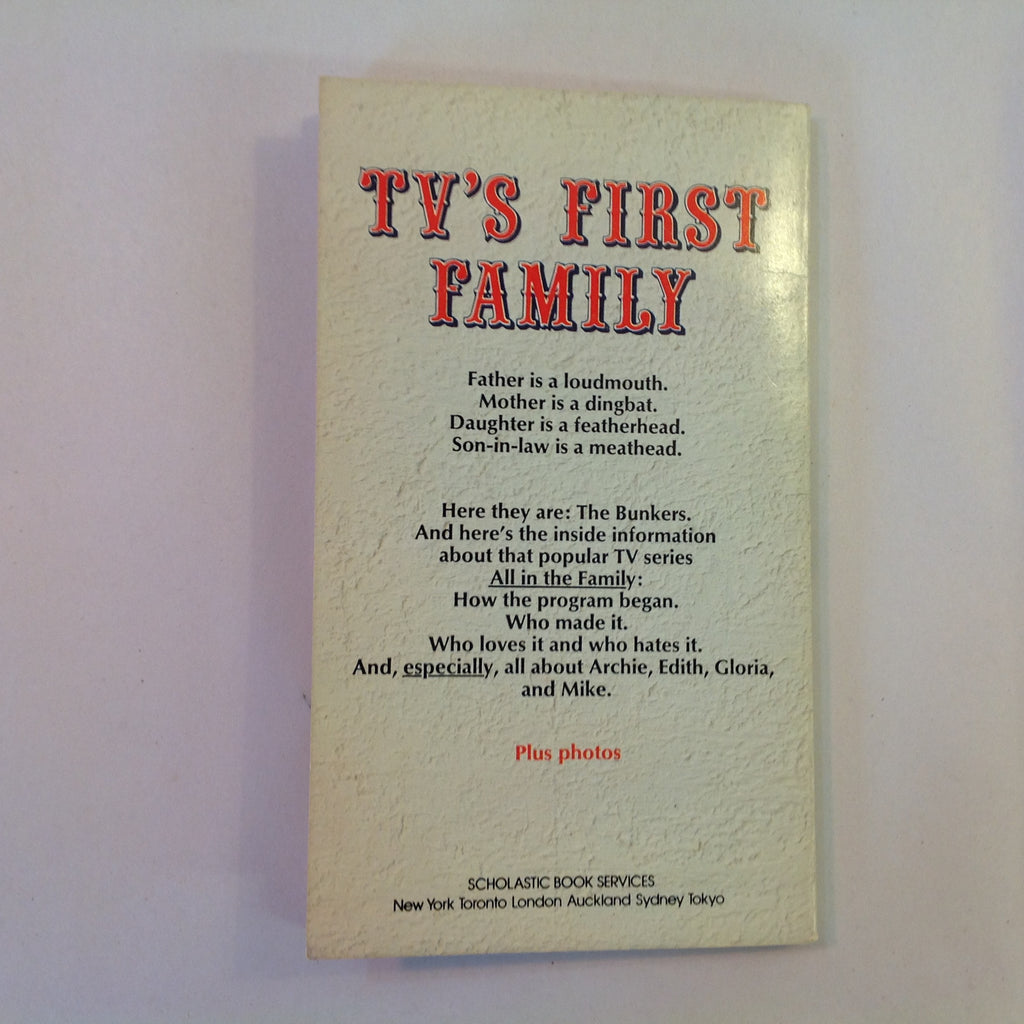 TV'S FIRST
FAMILY
Father is a loudmouth.
Mother is a dingbat.
Daughter is a featherhead.
Son-in-law is a meathead.
Here they are: The Bunkers.
And here's the inside information
about that popular TV series
All in the Family:
How the program began.
Who made it.
Who loves it and who hates it.
And, especially, all about Archie, Edith, Gloria,
and Mike.
Plus photos
SCHOLASTIC BOOK SERVICES
New York Toronto London Auckland Sydney Tokyo